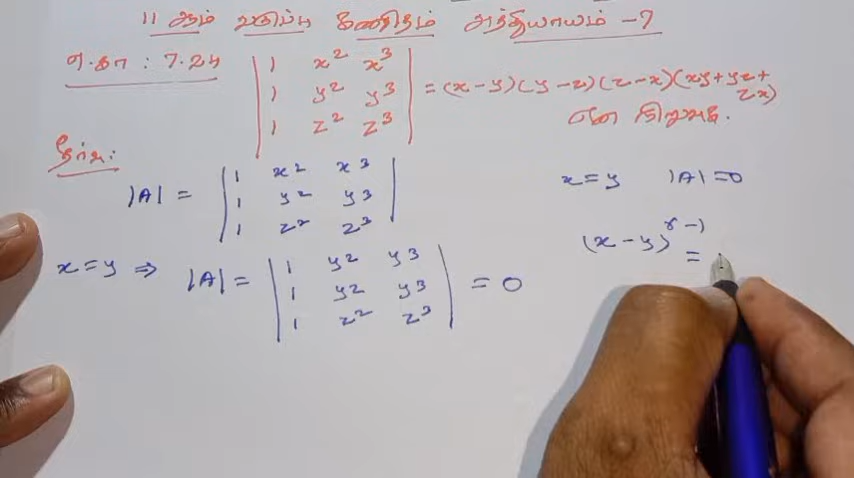 11 ஆம் வகுப்பு கணிதம் அத்தியாயம் -7
எ.கா : 7.24 | 1 x² x³ |
| 1 y² y³ | = (x-y)(y-z)(z-x)(xy+yz+
| 1 z² z³ | zx)
என நிறுவுக.
தீர்வு:
|A| = | 1 x² x³ |
| 1 y² y³ |
| 1 z² z³ |
x=y |A|=0
(x-y)^(r-1)
=
x=y ⇒ |A| = | 1 y² y³ |
| 1 y² y³ | = 0
| 1 z² z³ |